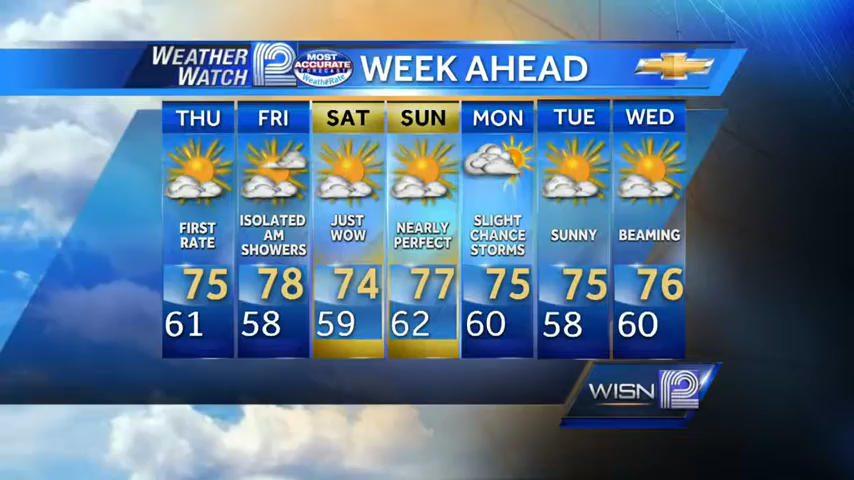 WEATHER WATCH 12 MOST ACCURATE FORECAST WeatheRate WEEK AHEAD
THU FRI SAT SUN MON TUE WED
FIRST RATE
ISOLATED AM SHOWERS
JUST WOW
NEARLY PERFECT
SLIGHT CHANCE STORMS
SUNNY
BEAMING
75 78 74 77 75 75 76
61 58 59 62 60 58 60
WISN 12